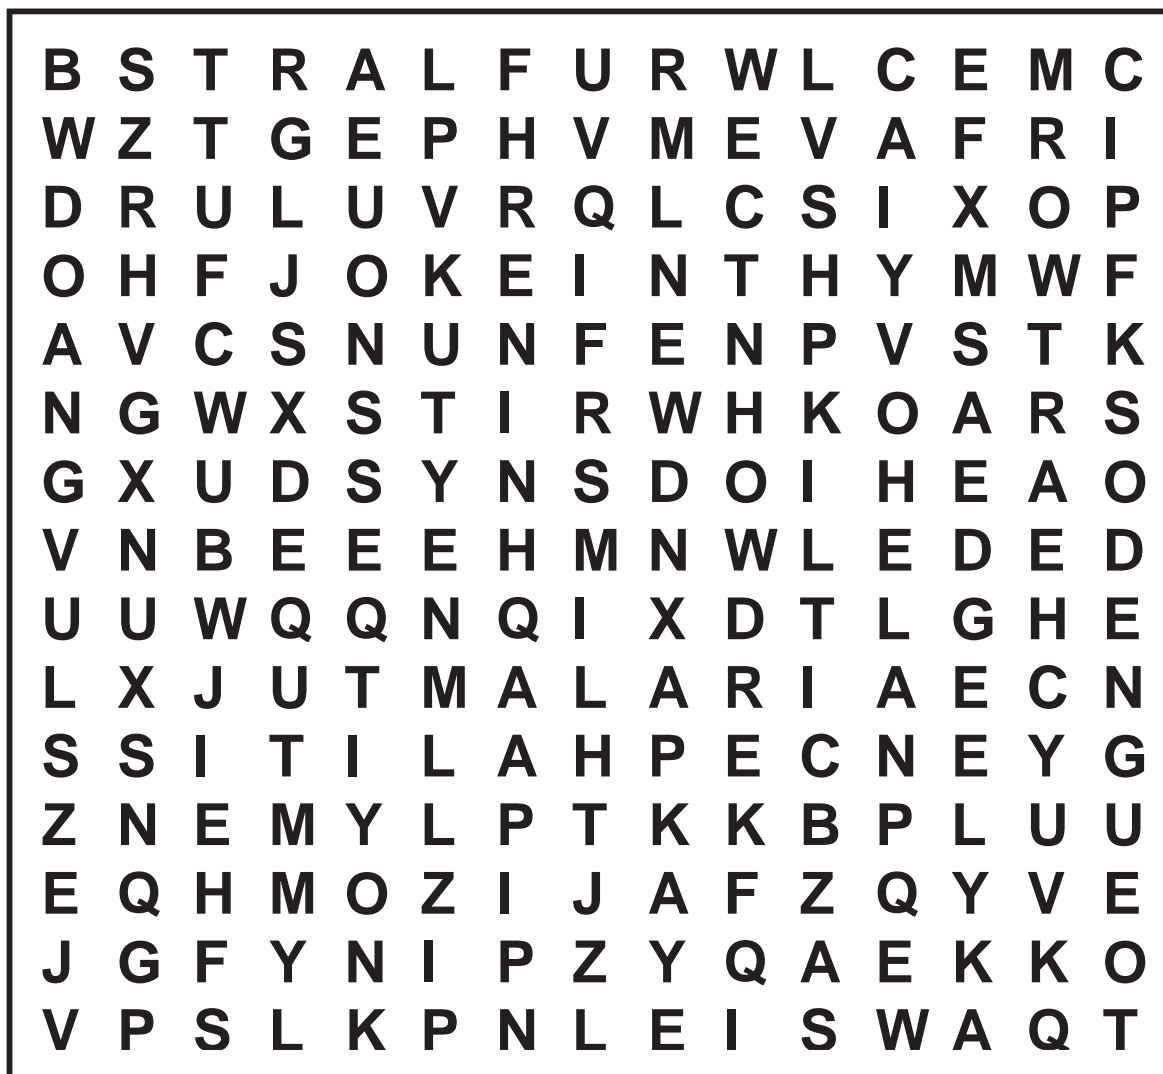 B S T R A L F U R W L C E M C
W Z T G E P H V M E V A F R I
D R U L U V R Q L C S I X O P
O H F J O K E I N T H Y M W F
A V C S N U N F E N P V S T K
N G W X S T I R W H K O A R S
G X U D S Y N S D O I H E A O
V N B E E E H M N W L E D E D
U U W Q Q N Q I X D T L G H E
L X J U T M A L A R I A E C N
S S I T I L A H P E C N E Y G
Z N E M Y L P T K K B P L U U
E Q H M O Z I J A F Z Q Y V E
J G F Y N I P Z Y Q A E K K O
V P S L K P N L E I S W A Q T